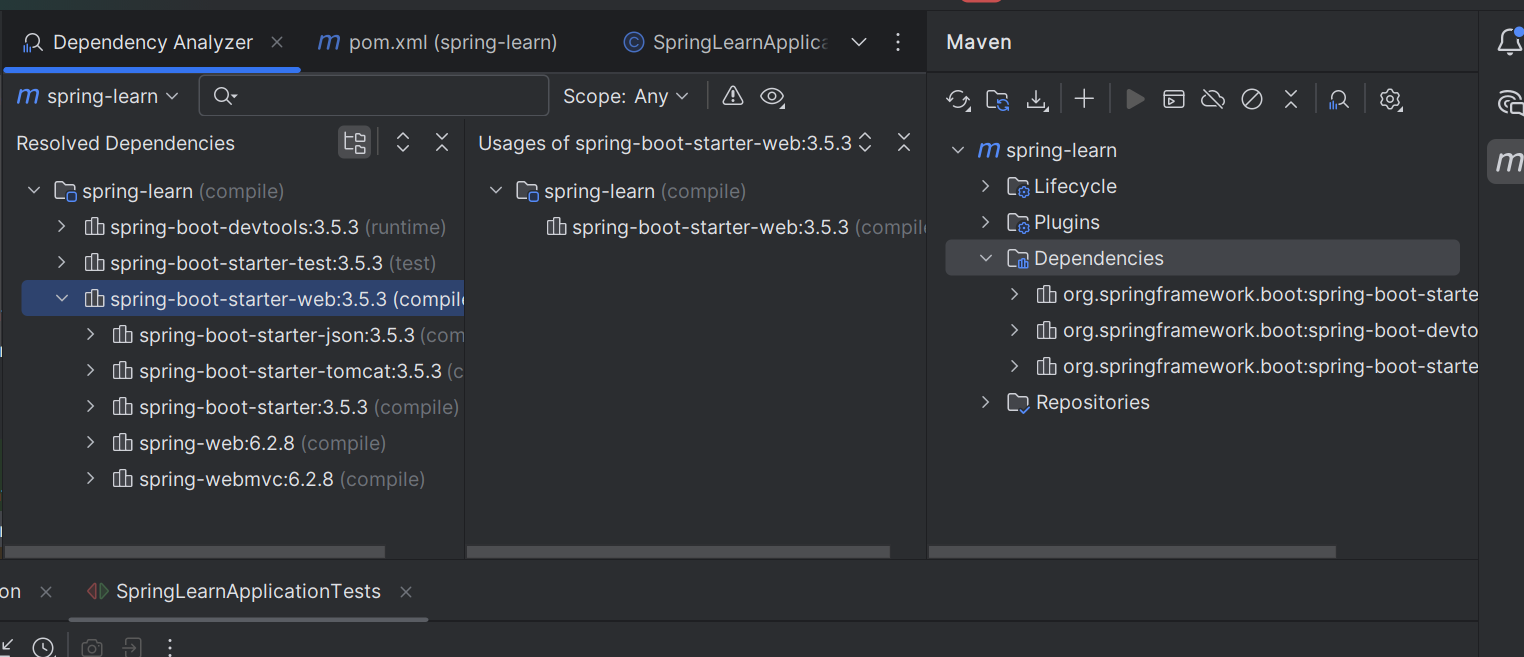 Dependency Analyzer
m pom.xml (spring-learn)
SpringLearnApplica
Maven
m spring-learn
Scope: Any
Resolved Dependencies
spring-learn (compile)
spring-boot-devtools:3.5.3 (runtime)
spring-boot-starter-test:3.5.3 (test)
spring-boot-starter-web:3.5.3 (compile
spring-boot-starter-json:3.5.3 (com
spring-boot-starter-tomcat:3.5.3 (c
spring-boot-starter:3.5.3 (compile)
spring-web:6.2.8 (compile)
spring-webmvc:6.2.8 (compile)
Usages of spring-boot-starter-web:3.5.3
spring-learn (compile)
spring-boot-starter-web:3.5.3 (compile
m spring-learn
Lifecycle
Plugins
Dependencies
org.springframework.boot:spring-boot-starte
org.springframework.boot:spring-boot-devto
org.springframework.boot:spring-boot-starte
Repositories
m
on
SpringLearnApplicationTests